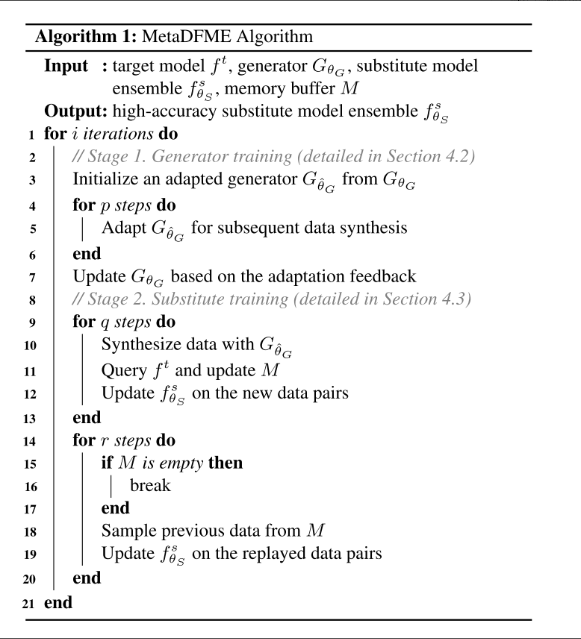 Algorithm 1: MetaDFME Algorithm
Input : target model $f^t$, generator $G_{\theta_G}$, substitute model
ensemble $f^s_{\theta_S}$, memory buffer $M$
Output: high-accuracy substitute model ensemble $f^s_{\theta_S}$
1 for $i$ iterations do
2 // Stage 1. Generator training (detailed in Section 4.2)
3 Initialize an adapted generator $G_{\hat{\theta}_G}$ from $G_{\theta_G}$
4 for $p$ steps do
5 Adapt $G_{\hat{\theta}_G}$ for subsequent data synthesis
6 end
7 Update $G_{\theta_G}$ based on the adaptation feedback
8 // Stage 2. Substitute training (detailed in Section 4.3)
9 for $q$ steps do
10 Synthesize data with $G_{\hat{\theta}_G}$
11 Query $f^t$ and update $M$
12 Update $f^s_{\theta_S}$ on the new data pairs
13 end
14 for $r$ steps do
15 if $M$ is empty then
16 break
17 end
18 Sample previous data from $M$
19 Update $f^s_{\theta_S}$ on the replayed data pairs
20 end
21 end